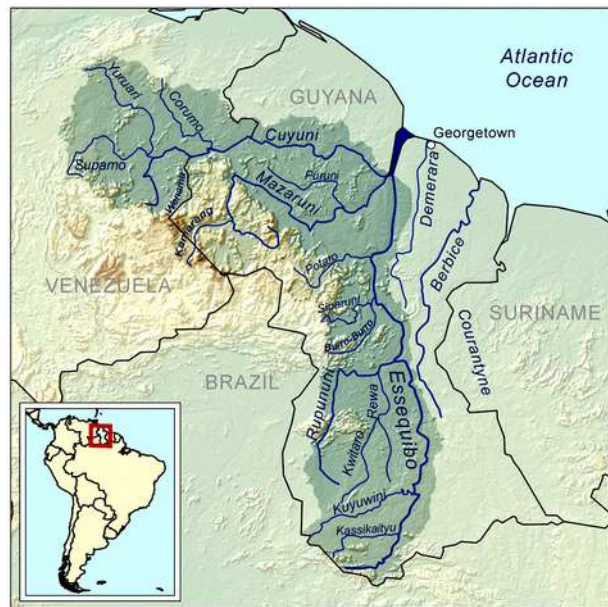 Atlantic
Ocean
GUYANA
Georgetown
Yuruari
Corumo
Cuyuni
Supamo
Puruni
Mazaruni
Wenamu
Kamarang
Demerara
Berbice
Potaro
VENEZUELA
Siparuni
SURINAME
Burro-Burro
Courantyne
BRAZIL
Rupununi
Rewa
Essequibo
Kwitaro
Kuyuwini
Kassikaityu